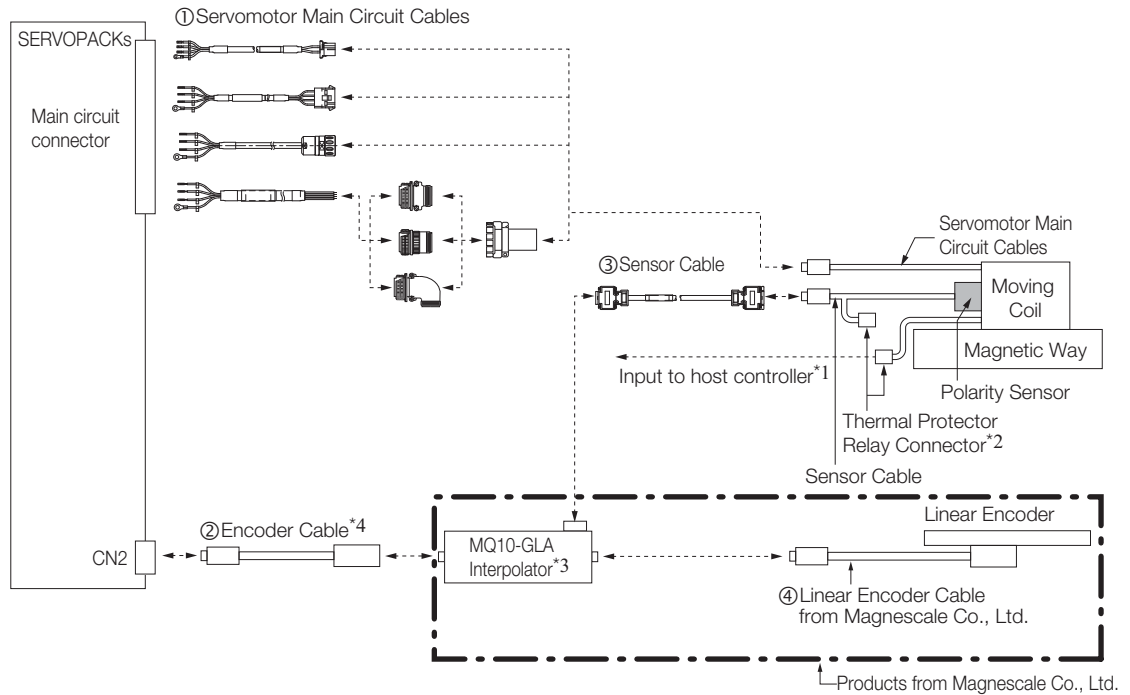 ①Servomotor Main Circuit Cables
SERVOPACKs
Main circuit
connector
Servomotor Main
Circuit Cables
③Sensor Cable
Moving
Coil
Magnetic Way
Input to host controller*1
Polarity Sensor
Thermal Protector
Relay Connector*2
Sensor Cable
Linear Encoder
②Encoder Cable*4
CN2
MQ10-GLA
Interpolator*3
④Linear Encoder Cable
from Magnescale Co., Ltd.
Products from Magnescale Co., Ltd.